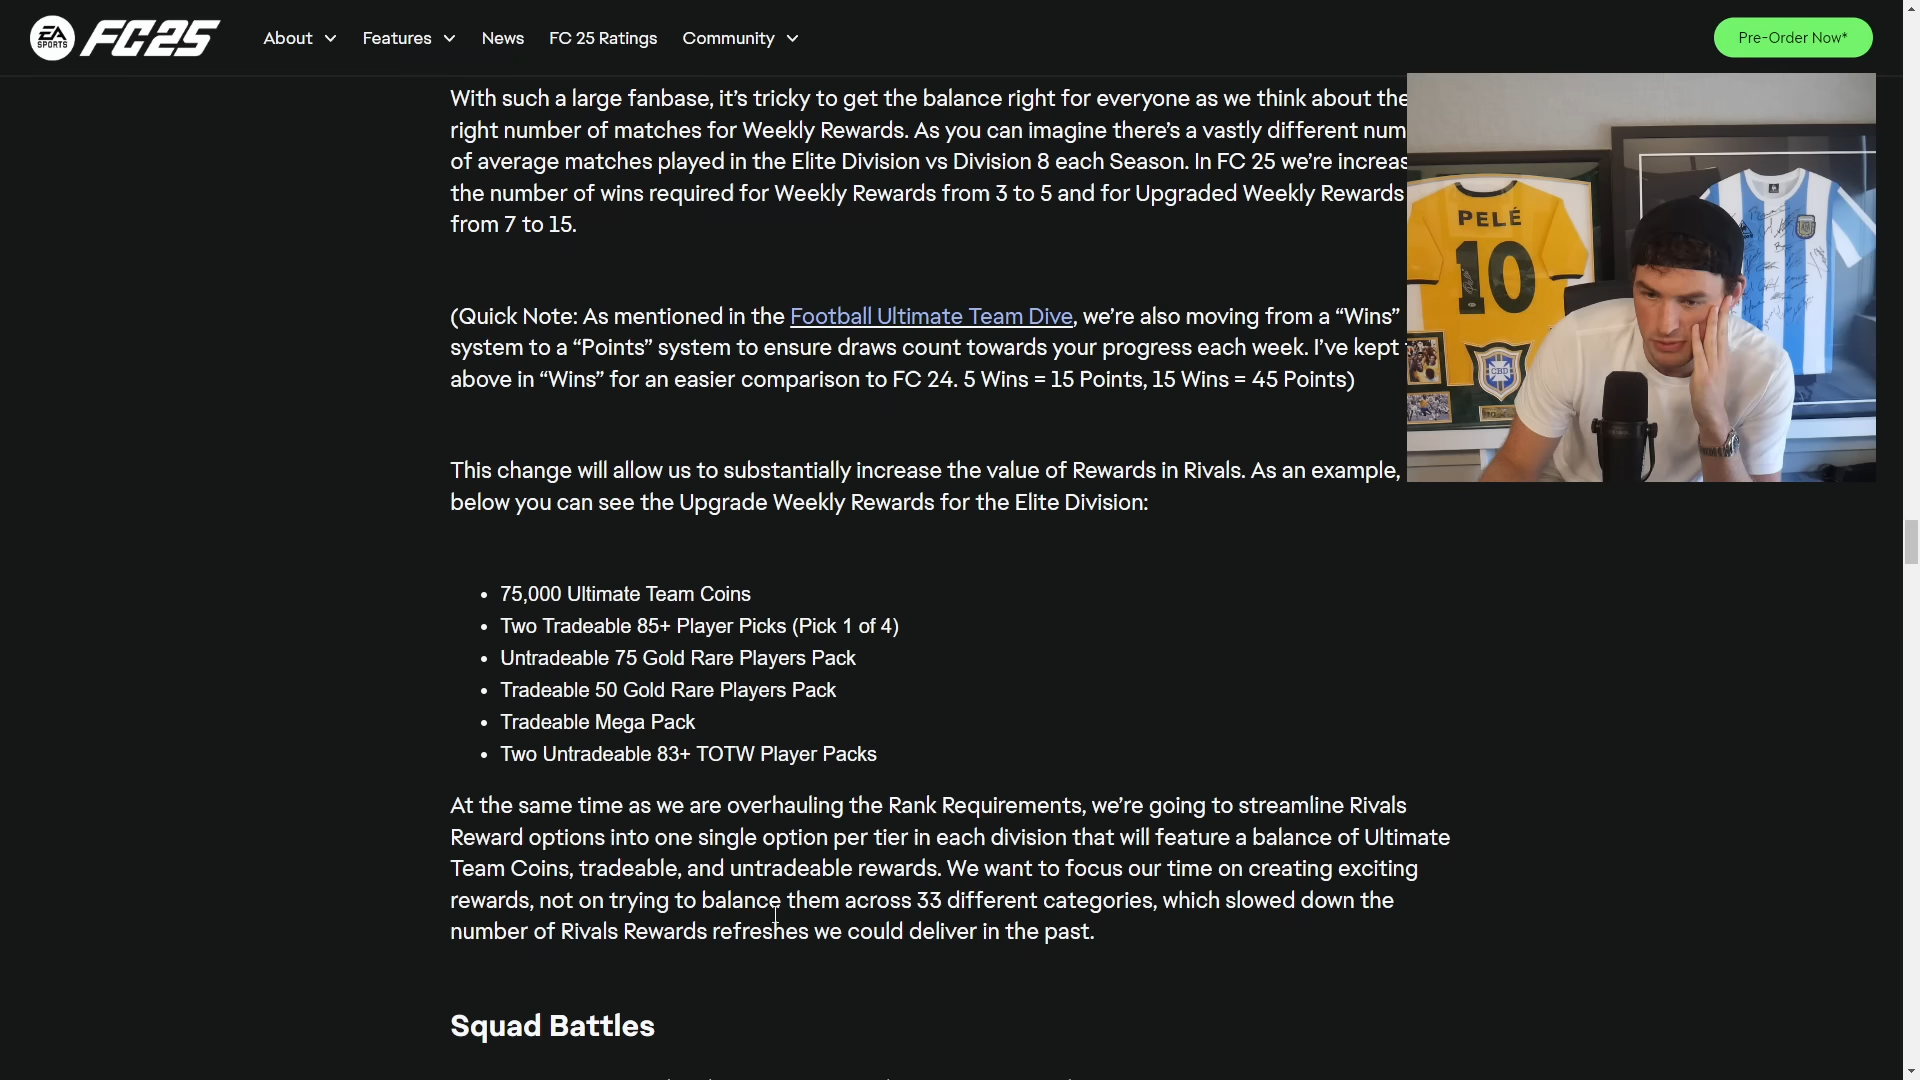 EA SPORTS FC25 About Features News FC 25 Ratings Community Pre-Order Now*
With such a large fanbase, it’s tricky to get the balance right for everyone as we think about the
right number of matches for Weekly Rewards. As you can imagine there’s a vastly different num
of average matches played in the Elite Division vs Division 8 each Season. In FC 25 we’re increas
the number of wins required for Weekly Rewards from 3 to 5 and for Upgraded Weekly Rewards
from 7 to 15.
(Quick Note: As mentioned in the Football Ultimate Team Dive, we’re also moving from a “Wins”
system to a “Points” system to ensure draws count towards your progress each week. I’ve kept
above in “Wins” for an easier comparison to FC 24. 5 Wins = 15 Points, 15 Wins = 45 Points)
This change will allow us to substantially increase the value of Rewards in Rivals. As an example,
below you can see the Upgrade Weekly Rewards for the Elite Division:
• 75,000 Ultimate Team Coins
• Two Tradeable 85+ Player Picks (Pick 1 of 4)
• Untradeable 75 Gold Rare Players Pack
• Tradeable 50 Gold Rare Players Pack
• Tradeable Mega Pack
• Two Untradeable 83+ TOTW Player Packs
At the same time as we are overhauling the Rank Requirements, we’re going to streamline Rivals
Reward options into one single option per tier in each division that will feature a balance of Ultimate
Team Coins, tradeable, and untradeable rewards. We want to focus our time on creating exciting
rewards, not on trying to balance them across 33 different categories, which slowed down the
number of Rivals Rewards refreshes we could deliver in the past.
Squad Battles
PELÉ
10
CBD